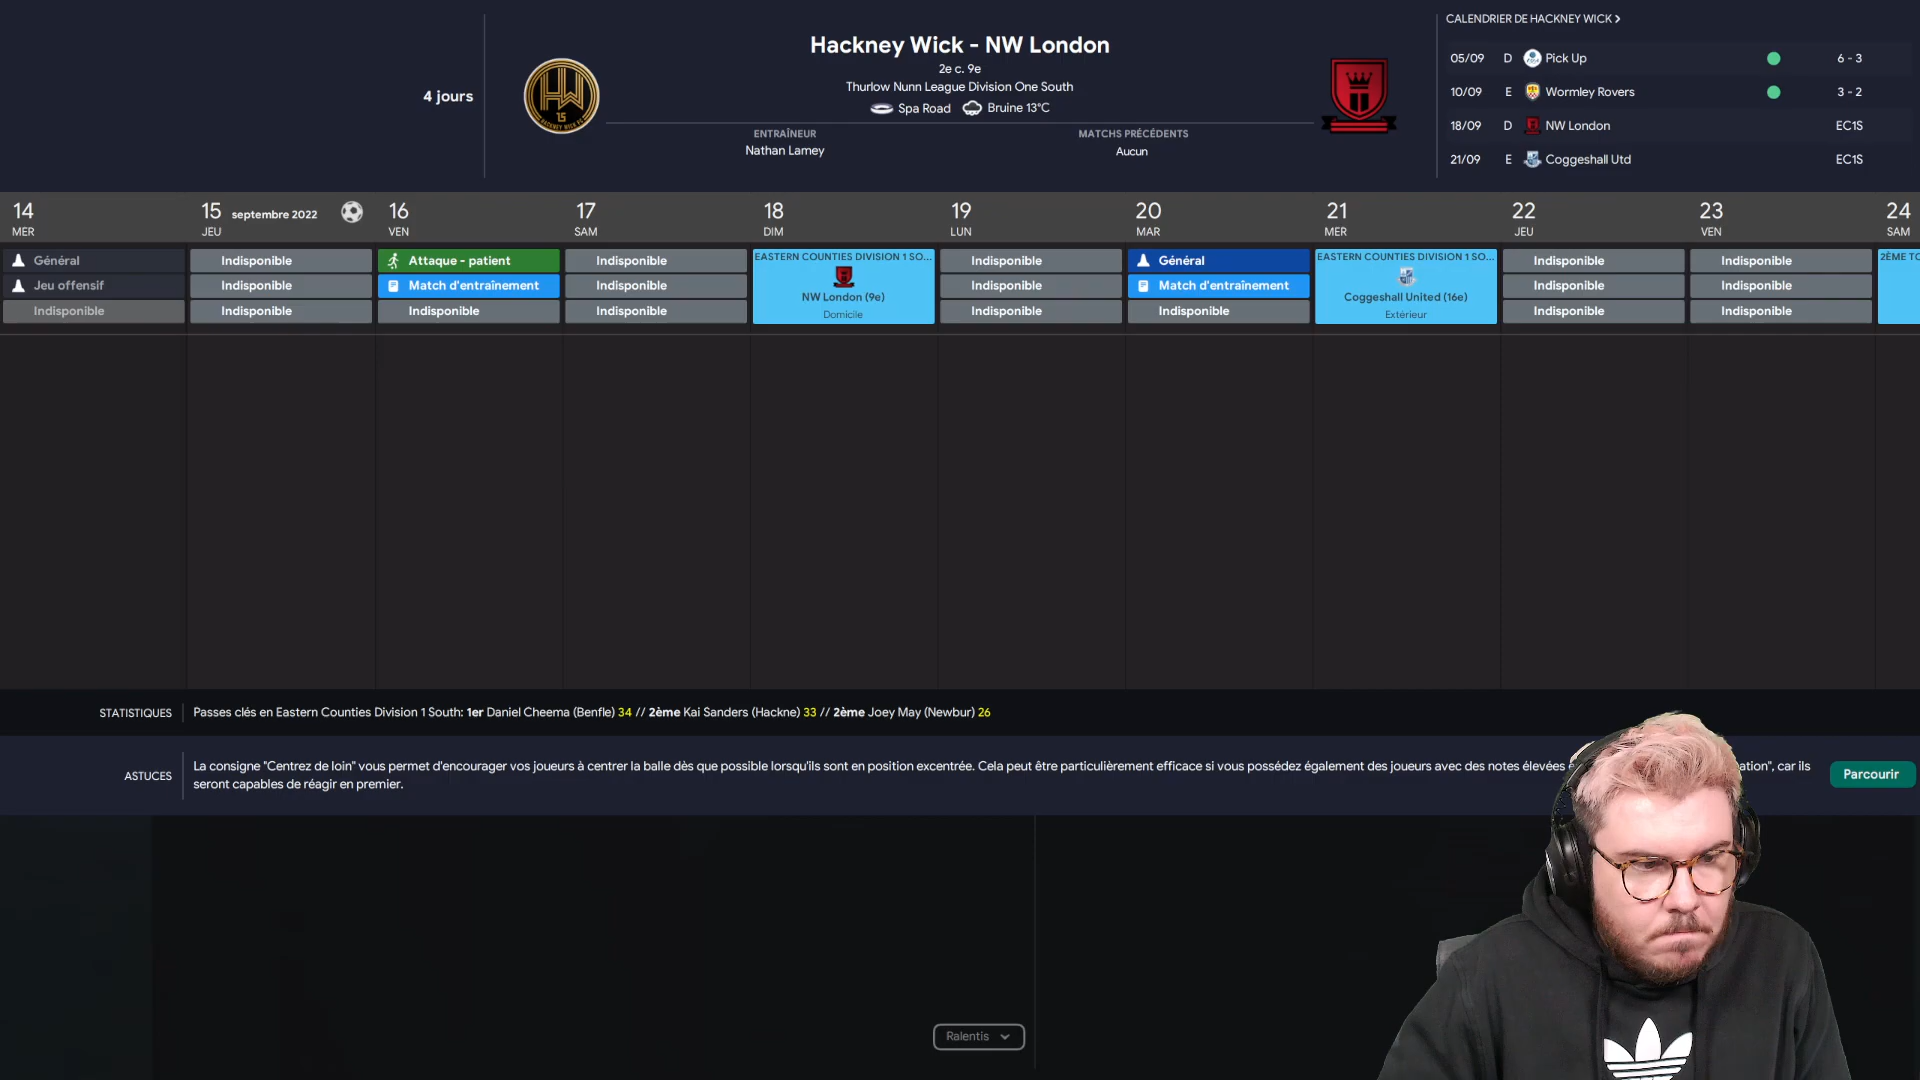 4 jours
Hackney Wick - NW London
2e c. 9e
Thurlow Nunn League Division One South
Spa Road Bruine 13°C
ENTRAÎNEUR
Nathan Lamey
MATCHS PRÉCÉDENTS
Aucun
CALENDRIER DE HACKNEY WICK
05/09 D Pick Up 6 - 3
10/09 E Wormley Rovers 3 - 2
18/09 D NW London EC1S
21/09 E Coggeshall Utd EC1S
14 15 septembre 2022 16 17 18 19 20 21 22 23 24
MER JEU VEN SAM DIM LUN MAR MER JEU VEN SAM
Général
Jeu offensif
Indisponible
Indisponible
Indisponible
Indisponible
Attaque - patient
Match d'entraînement
Indisponible
Indisponible
Indisponible
Indisponible
EASTERN COUNTIES DIVISION 1 SO...
NW London (9e)
Domicile
Indisponible
Indisponible
Indisponible
Général
Match d'entraînement
Indisponible
EASTERN COUNTIES DIVISION 1 SO...
Coggeshall United (16e)
Extérieur
Indisponible
Indisponible
Indisponible
Indisponible
Indisponible
Indisponible
2ÈME TO
STATISTIQUES Passes clés en Eastern Counties Division 1 South: 1er Daniel Cheema (Benfle) 34 // 2ème Kai Sanders (Hackne) 33 // 2ème Joey May (Newbur) 26
ASTUCES
La consigne "Centrez de loin" vous permet d'encourager vos joueurs à centrer la balle dès que possible lorsqu'ils sont en position excentrée. Cela peut être particulièrement efficace si vous possédez également des joueurs avec des notes élevées ation", car ils
seront capables de réagir en premier.
Parcourir
Ralentis